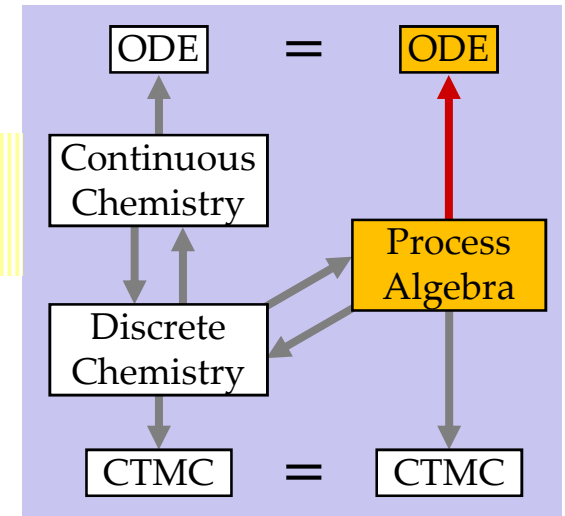 ODE = ODE
Continuous
Chemistry
Process
Algebra
Discrete
Chemistry
CTMC = CTMC